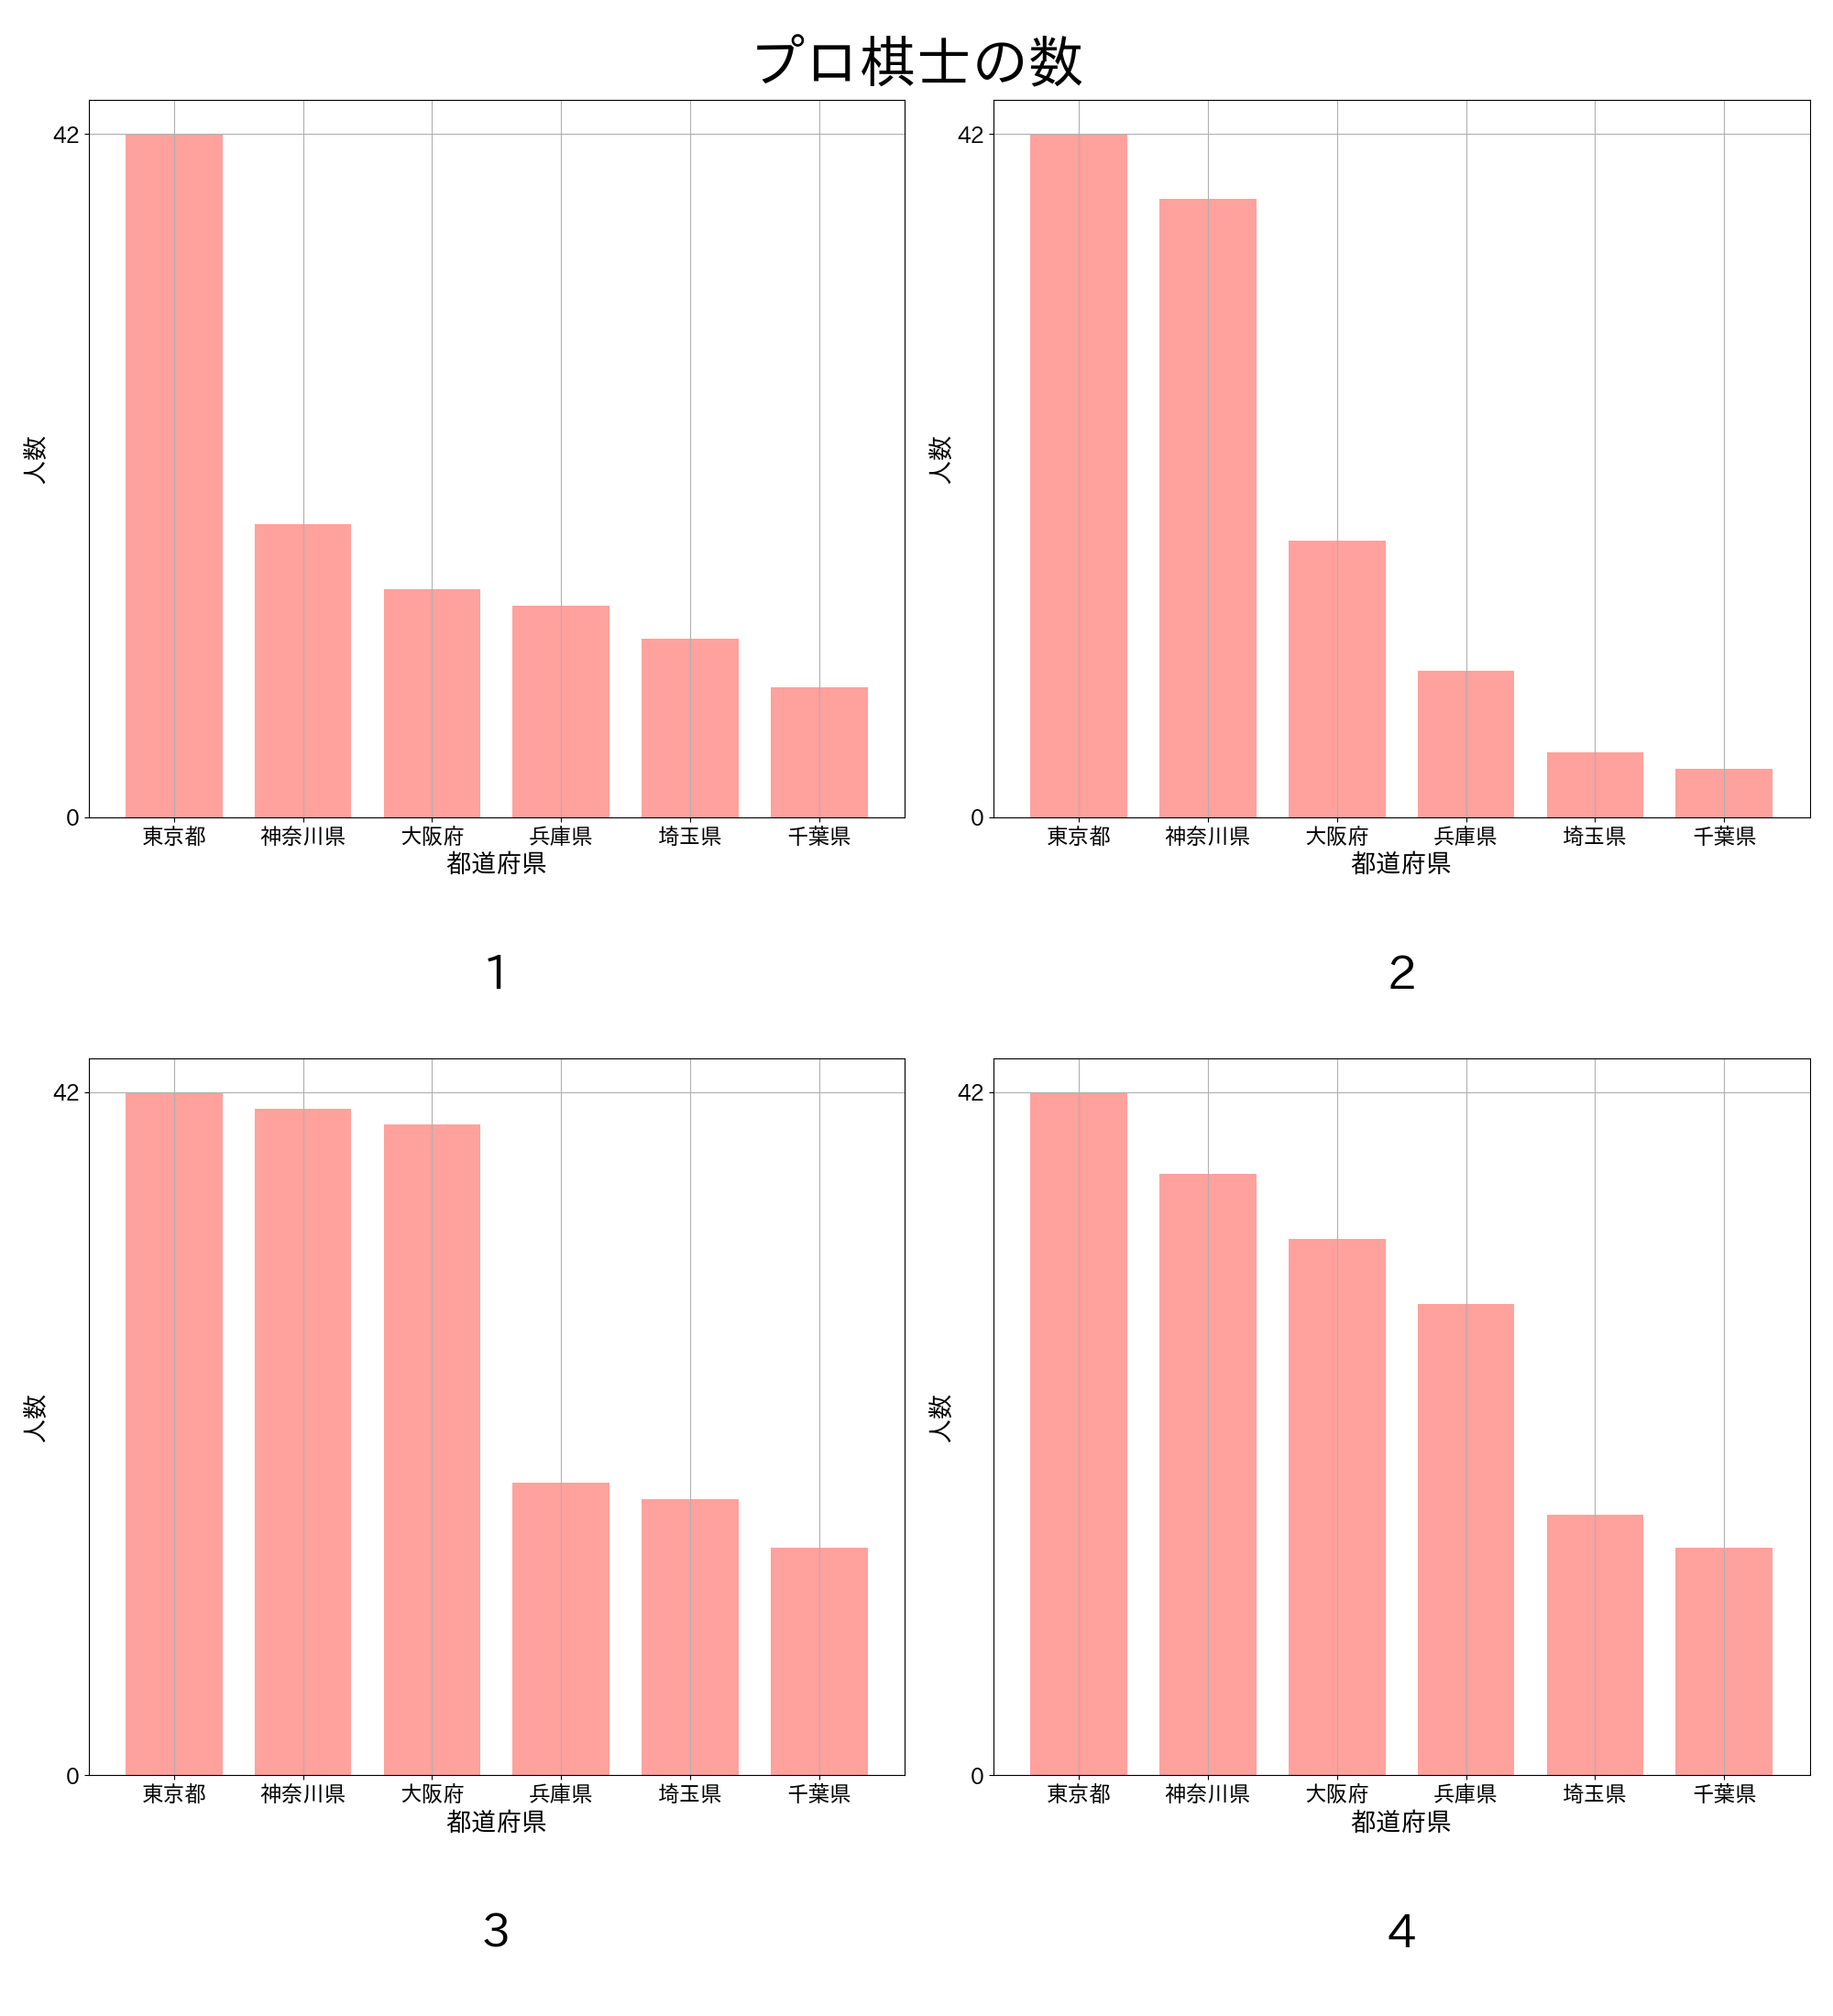 プロ棋士の数
42
人数
0
東京都 神奈川県 大阪府 兵庫県 埼玉県 千葉県
都道府県
1
42
人数
0
東京都 神奈川県 大阪府 兵庫県 埼玉県 千葉県
都道府県
2
42
人数
0
東京都 神奈川県 大阪府 兵庫県 埼玉県 千葉県
都道府県
3
42
人数
0
東京都 神奈川県 大阪府 兵庫県 埼玉県 千葉県
都道府県
4